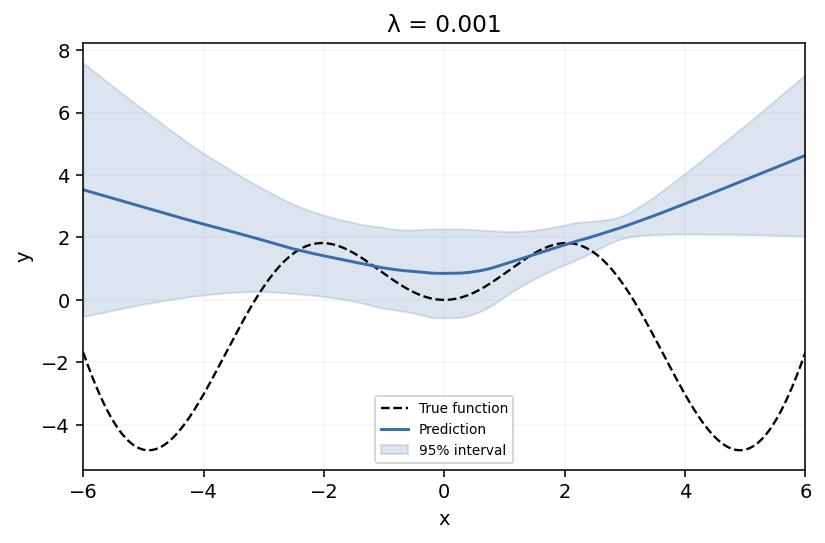 λ = 0.001
8
6
4
2
0
−2
−4
y
−6
−4
−2
0
2
4
6
x
True function
Prediction
95% interval